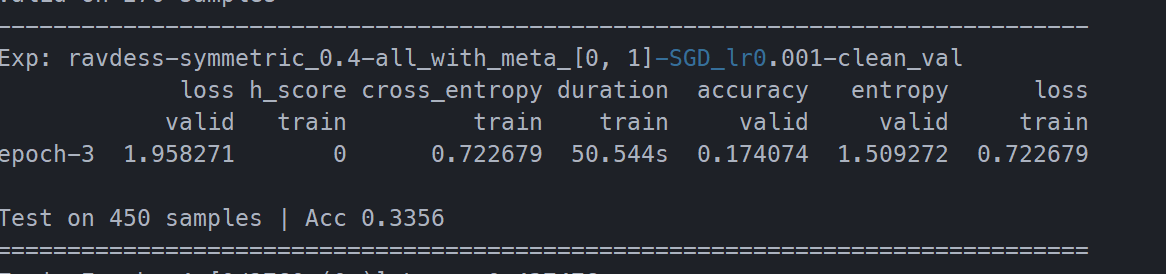 Exp: ravdess-symmetric_0.4-all_with_meta_[0, 1]-SGD_lr0.001-clean_val
loss h_score cross_entropy duration accuracy entropy loss
valid train train train valid valid train
epoch-3 1.958271 0 0.722679 50.544s 0.174074 1.509272 0.722679
Test on 450 samples | Acc 0.3356